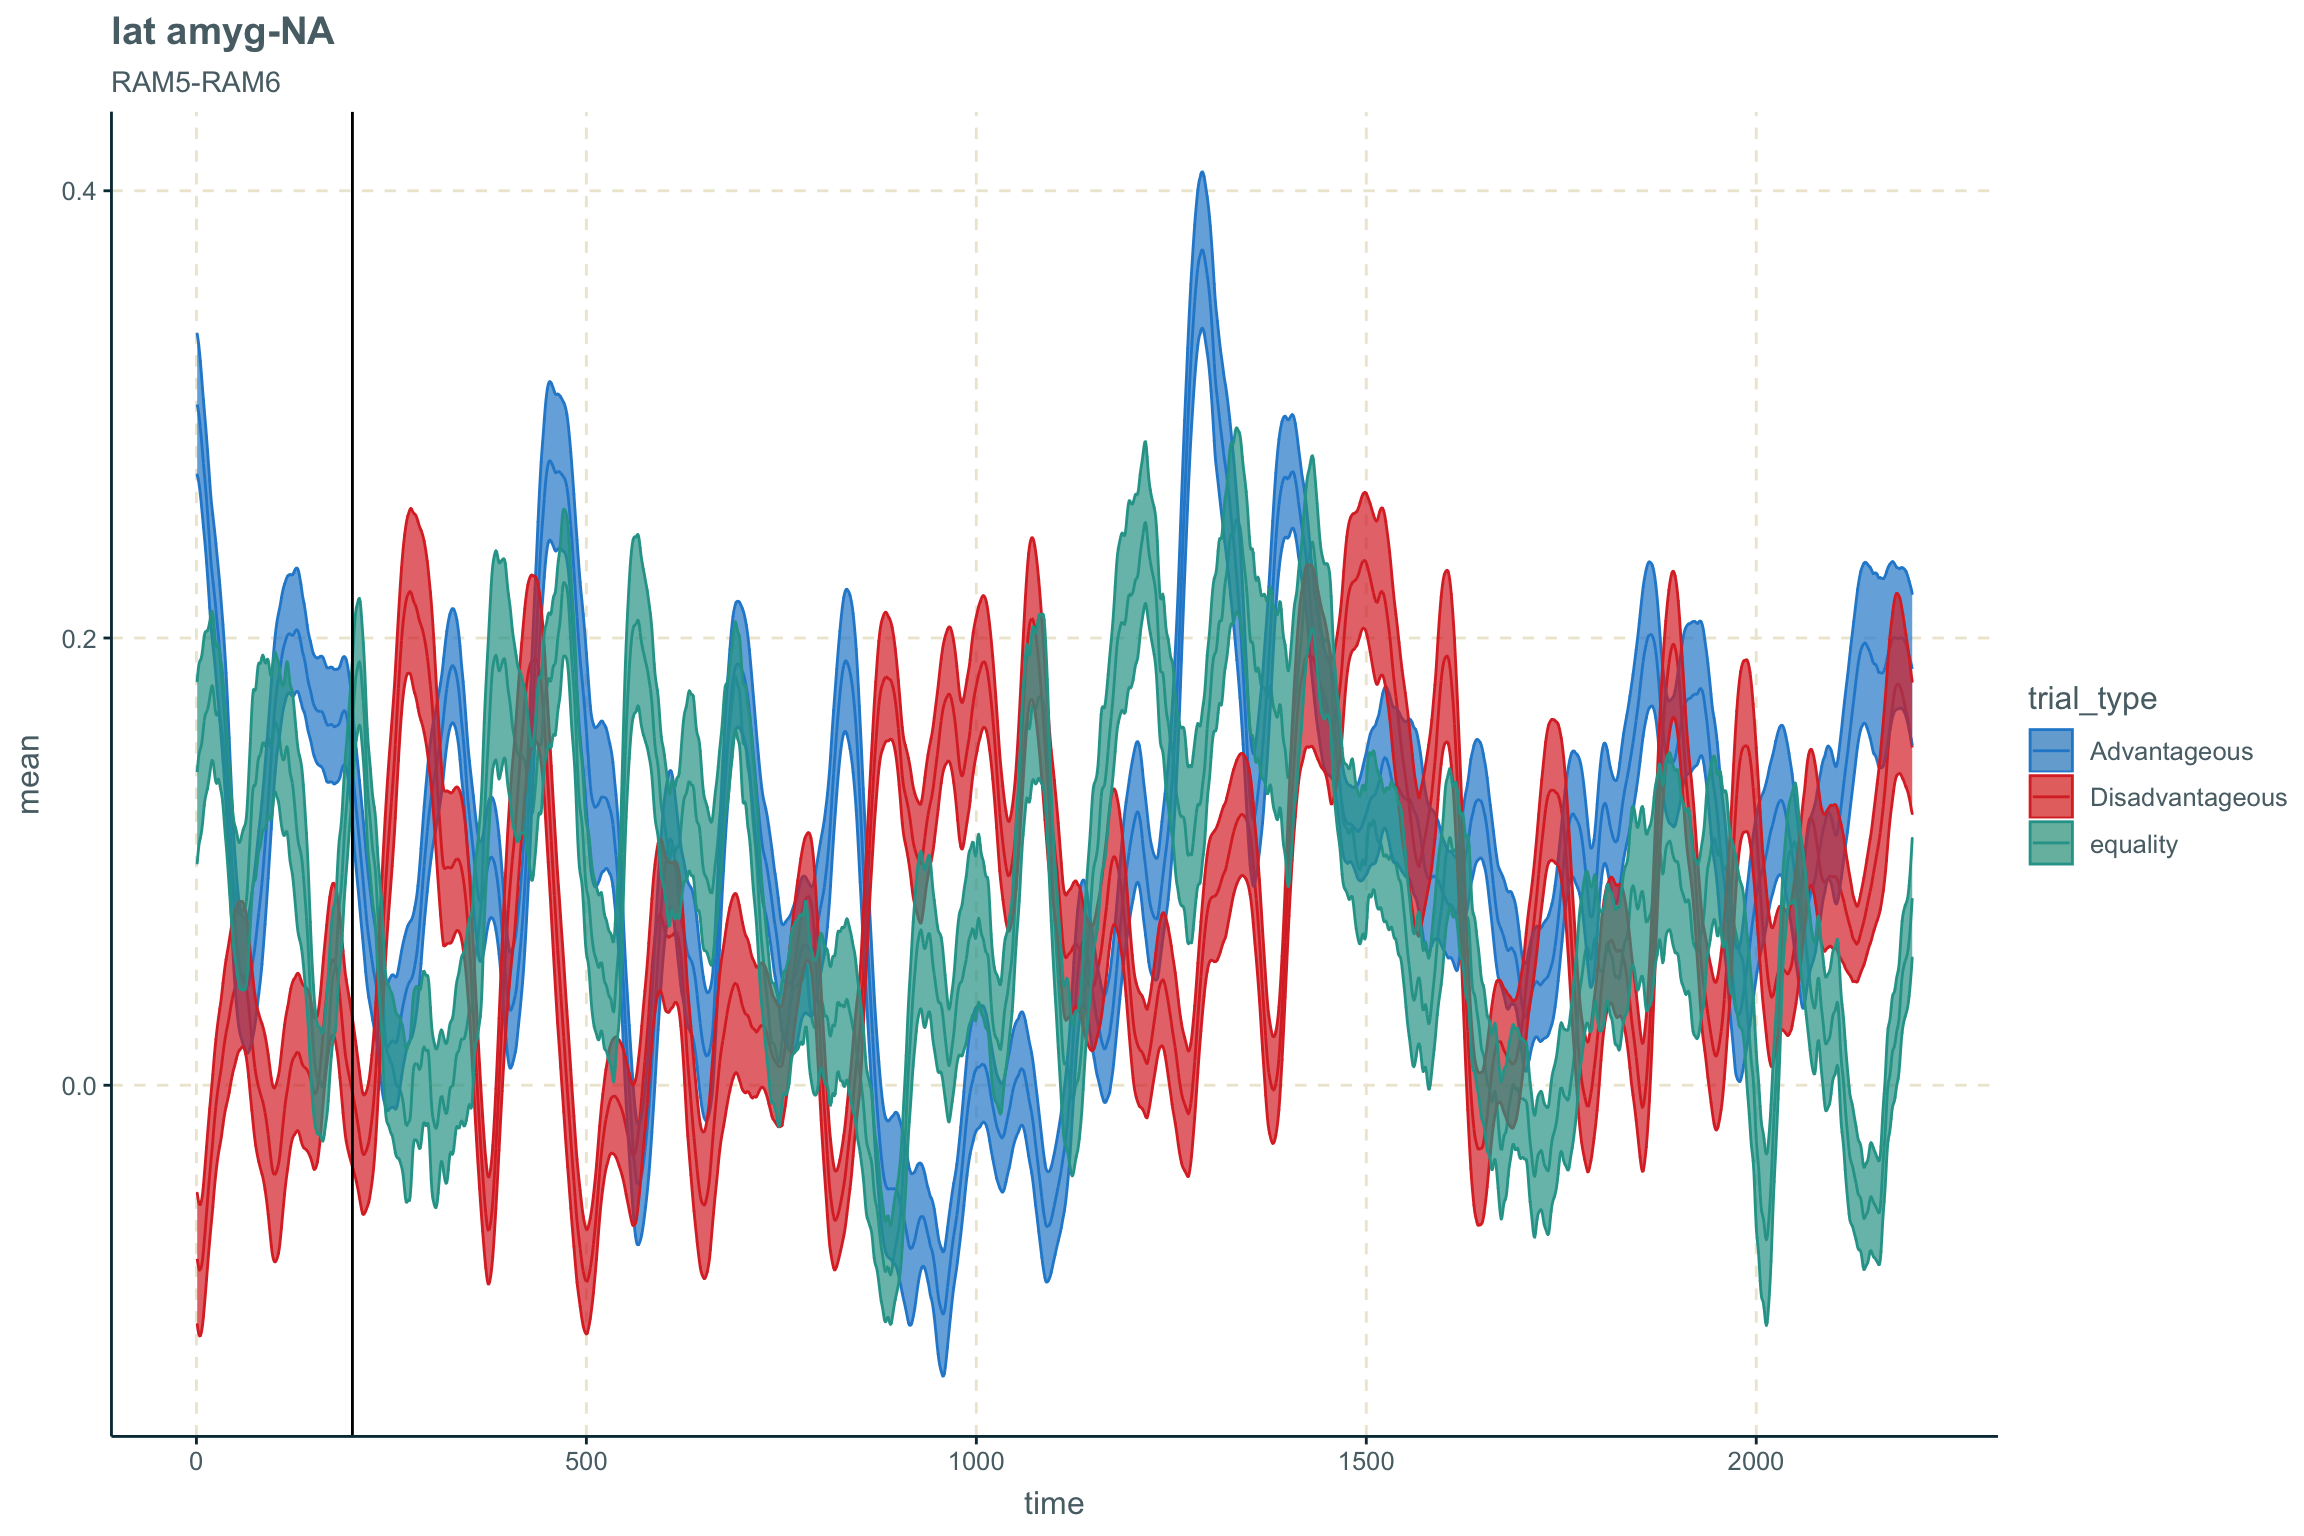 lat amyg-NA
RAM5-RAM6
mean
0.4
0.2
0.0
0
500
1000
1500
2000
time
trial_type
Advantageous
Disadvantageous
equality